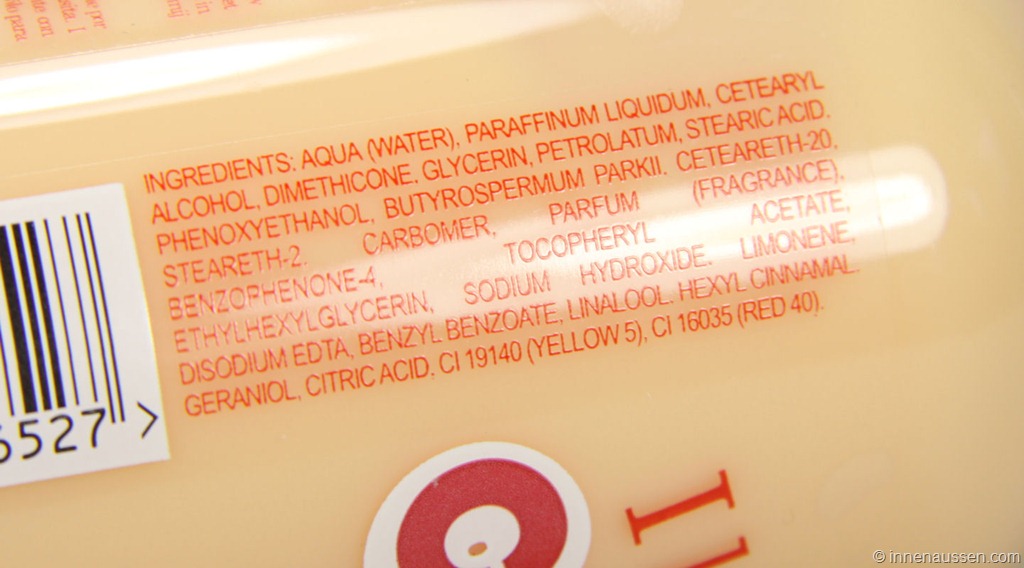 INGREDIENTS: AQUA (WATER), PARAFFINUM LIQUIDUM, CETEARYL
ALCOHOL, DIMETHICONE, GLYCERIN, PETROLATUM, STEARIC ACID,
PHENOXYETHANOL, BUTYROSPERMUM PARKII, CETEARETH-20,
STEARETH-2, CARBOMER, PARFUM (FRAGRANCE),
BENZOPHENONE-4, TOCOPHERYL ACETATE,
ETHYLHEXYLGLYCERIN, SODIUM HYDROXIDE, LIMONENE,
DISODIUM EDTA, BENZYL BENZOATE, LINALOOL, HEXYL CINNAMAL,
GERANIOL, CITRIC ACID, CI 19140 (YELLOW 5), CI 16035 (RED 40).
6527 >
© innenaussen.com